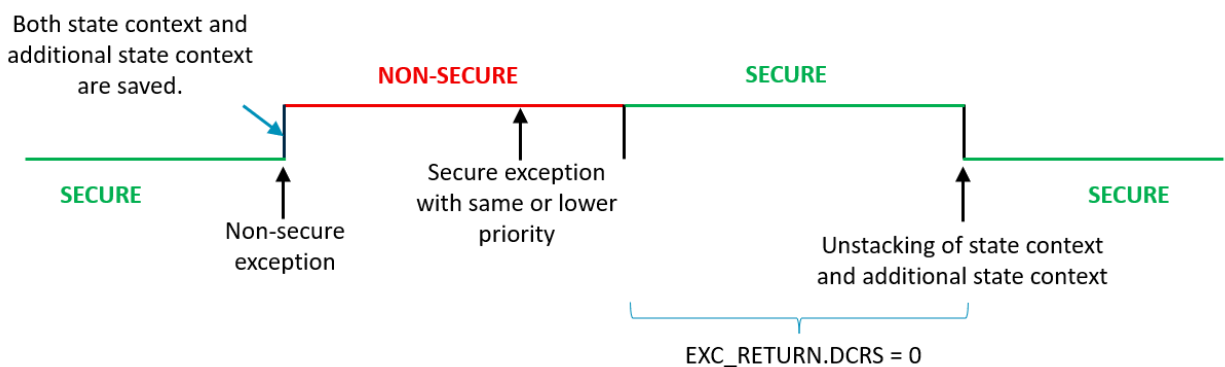 Both state context and
additional state context
are saved.
NON-SECURE
SECURE
SECURE
Non-secure
exception
Secure exception
with same or lower
priority
SECURE
Unstacking of state context
and additional state context
EXC_RETURN.DCRS = 0